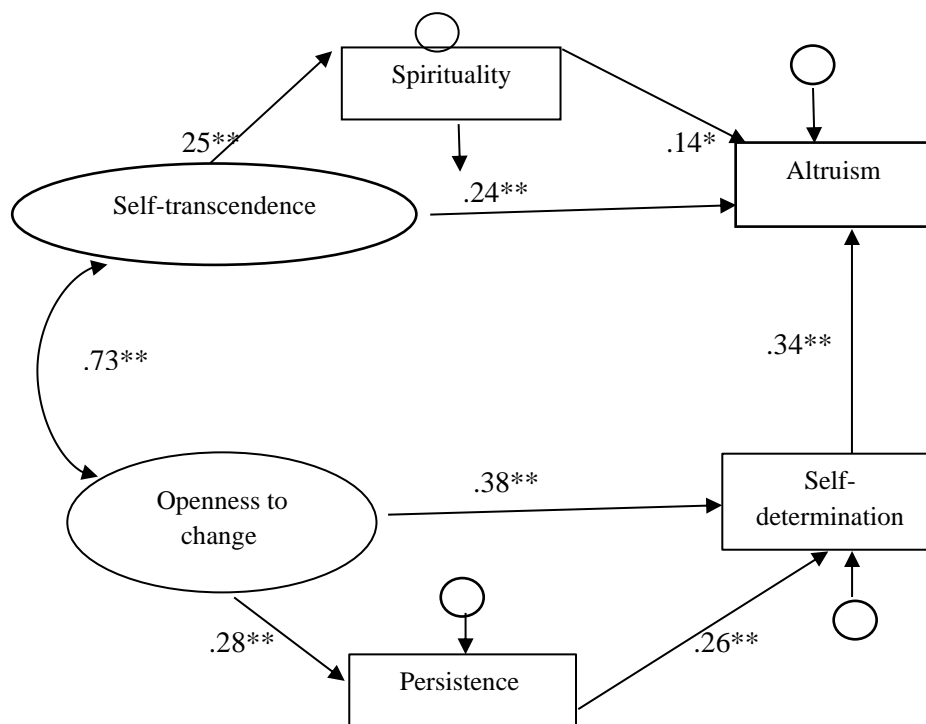 Spirituality
25**
.14*
Altruism
Self-transcendence
.24**
.73**
.34**
Openness to
change
.38**
Self-
determination
.28**
.26**
Persistence